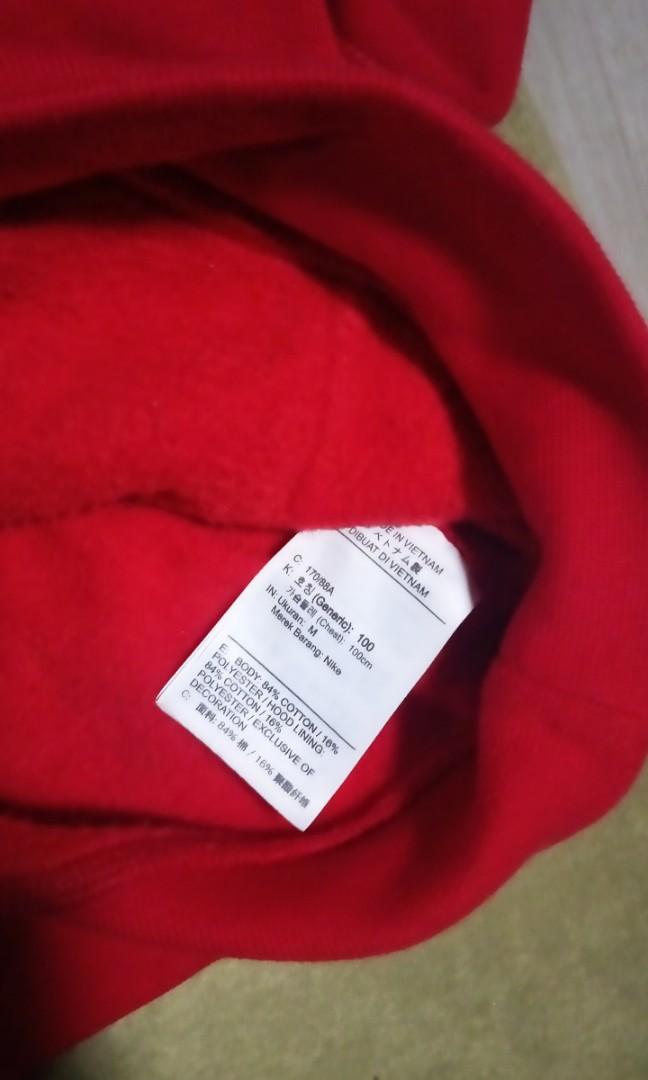 DE IN VIETNAM
ベトナム製
DIBUAT DI VIETNAM
C: 170/88A
K: 호칭 (Generic): 100
가슴둘레 (Chest): 100cm
IN: Ukuran: M
Merek Barang: Nike
E: BODY: 84% COTTON / 16%
POLYESTER / HOOD LINING:
84% COTTON / 16%
POLYESTER / EXCLUSIVE OF
DECORATION
C: 面料: 84% 棉 / 16% 聚酯纤维